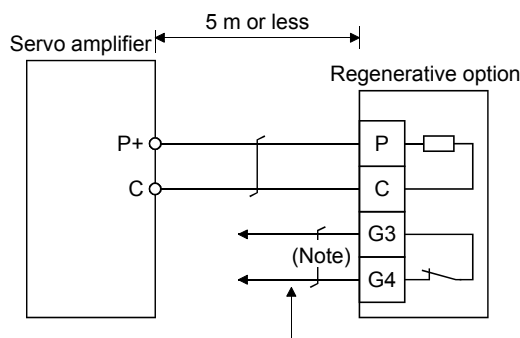 5 m or less
Servo amplifier
Regenerative option
P+
P
C
C
G3
(Note)
G4